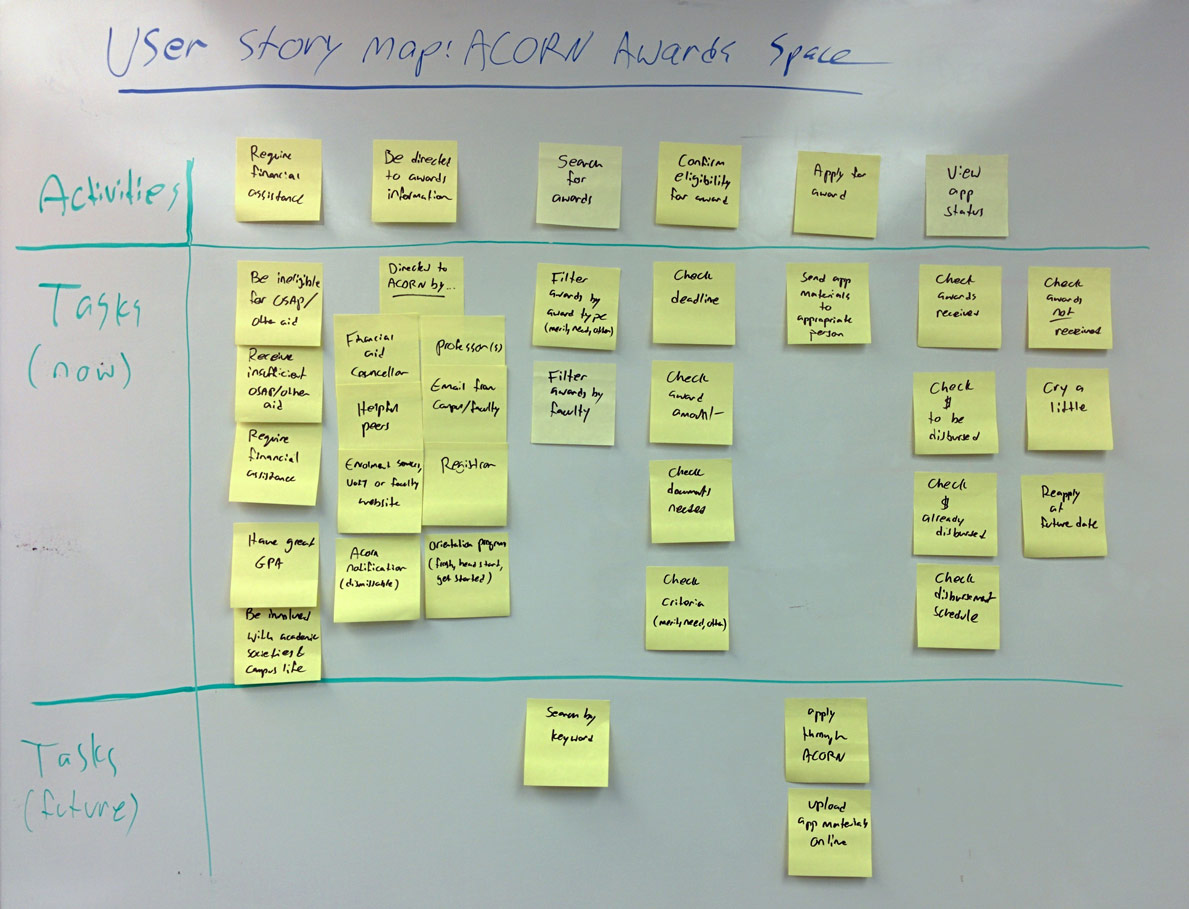 User Story Map: ACORN Awards Space
Activities
Require
financial
assistance
Be directed
to awards
information
Search
for
awards
Confirm
eligibility
for award
Apply for
award
View
app
status
Tasks
(now)
Be ineligible
for OSAP/
other aid
Receive
insufficient
OSAP/other
aid
Require
financial
assistance
Have great
GPA
Be involved
with academic
societies &
campus life
Directed to
ACORN by...
Financial
aid
Councellor
Helpful
peers
Enrolment services,
UofT or faculty
website
Acorn
notification
(dismissable)
professor(s)
Email from
Campus/faculty
Registrar
Orientation program
(frosh, head start,
get started)
Filter
awards by
award type
(merit, need, other)
Filter
awards by
faculty
Check
deadline
Check
award
amount
Check
documents
needed
Check
criteria
(merit, need, other)
Send app
materials
to
appropriate
person
Check
awards
received
Check
$
to be
disbursed
Check
$
already
disbursed
Check
disbursement
schedule
Check
awards
not
received
Cry a
little
Reapply
at
future date
Tasks
(future)
Search by
keyword
apply
through
ACORN
upload
app materials
online